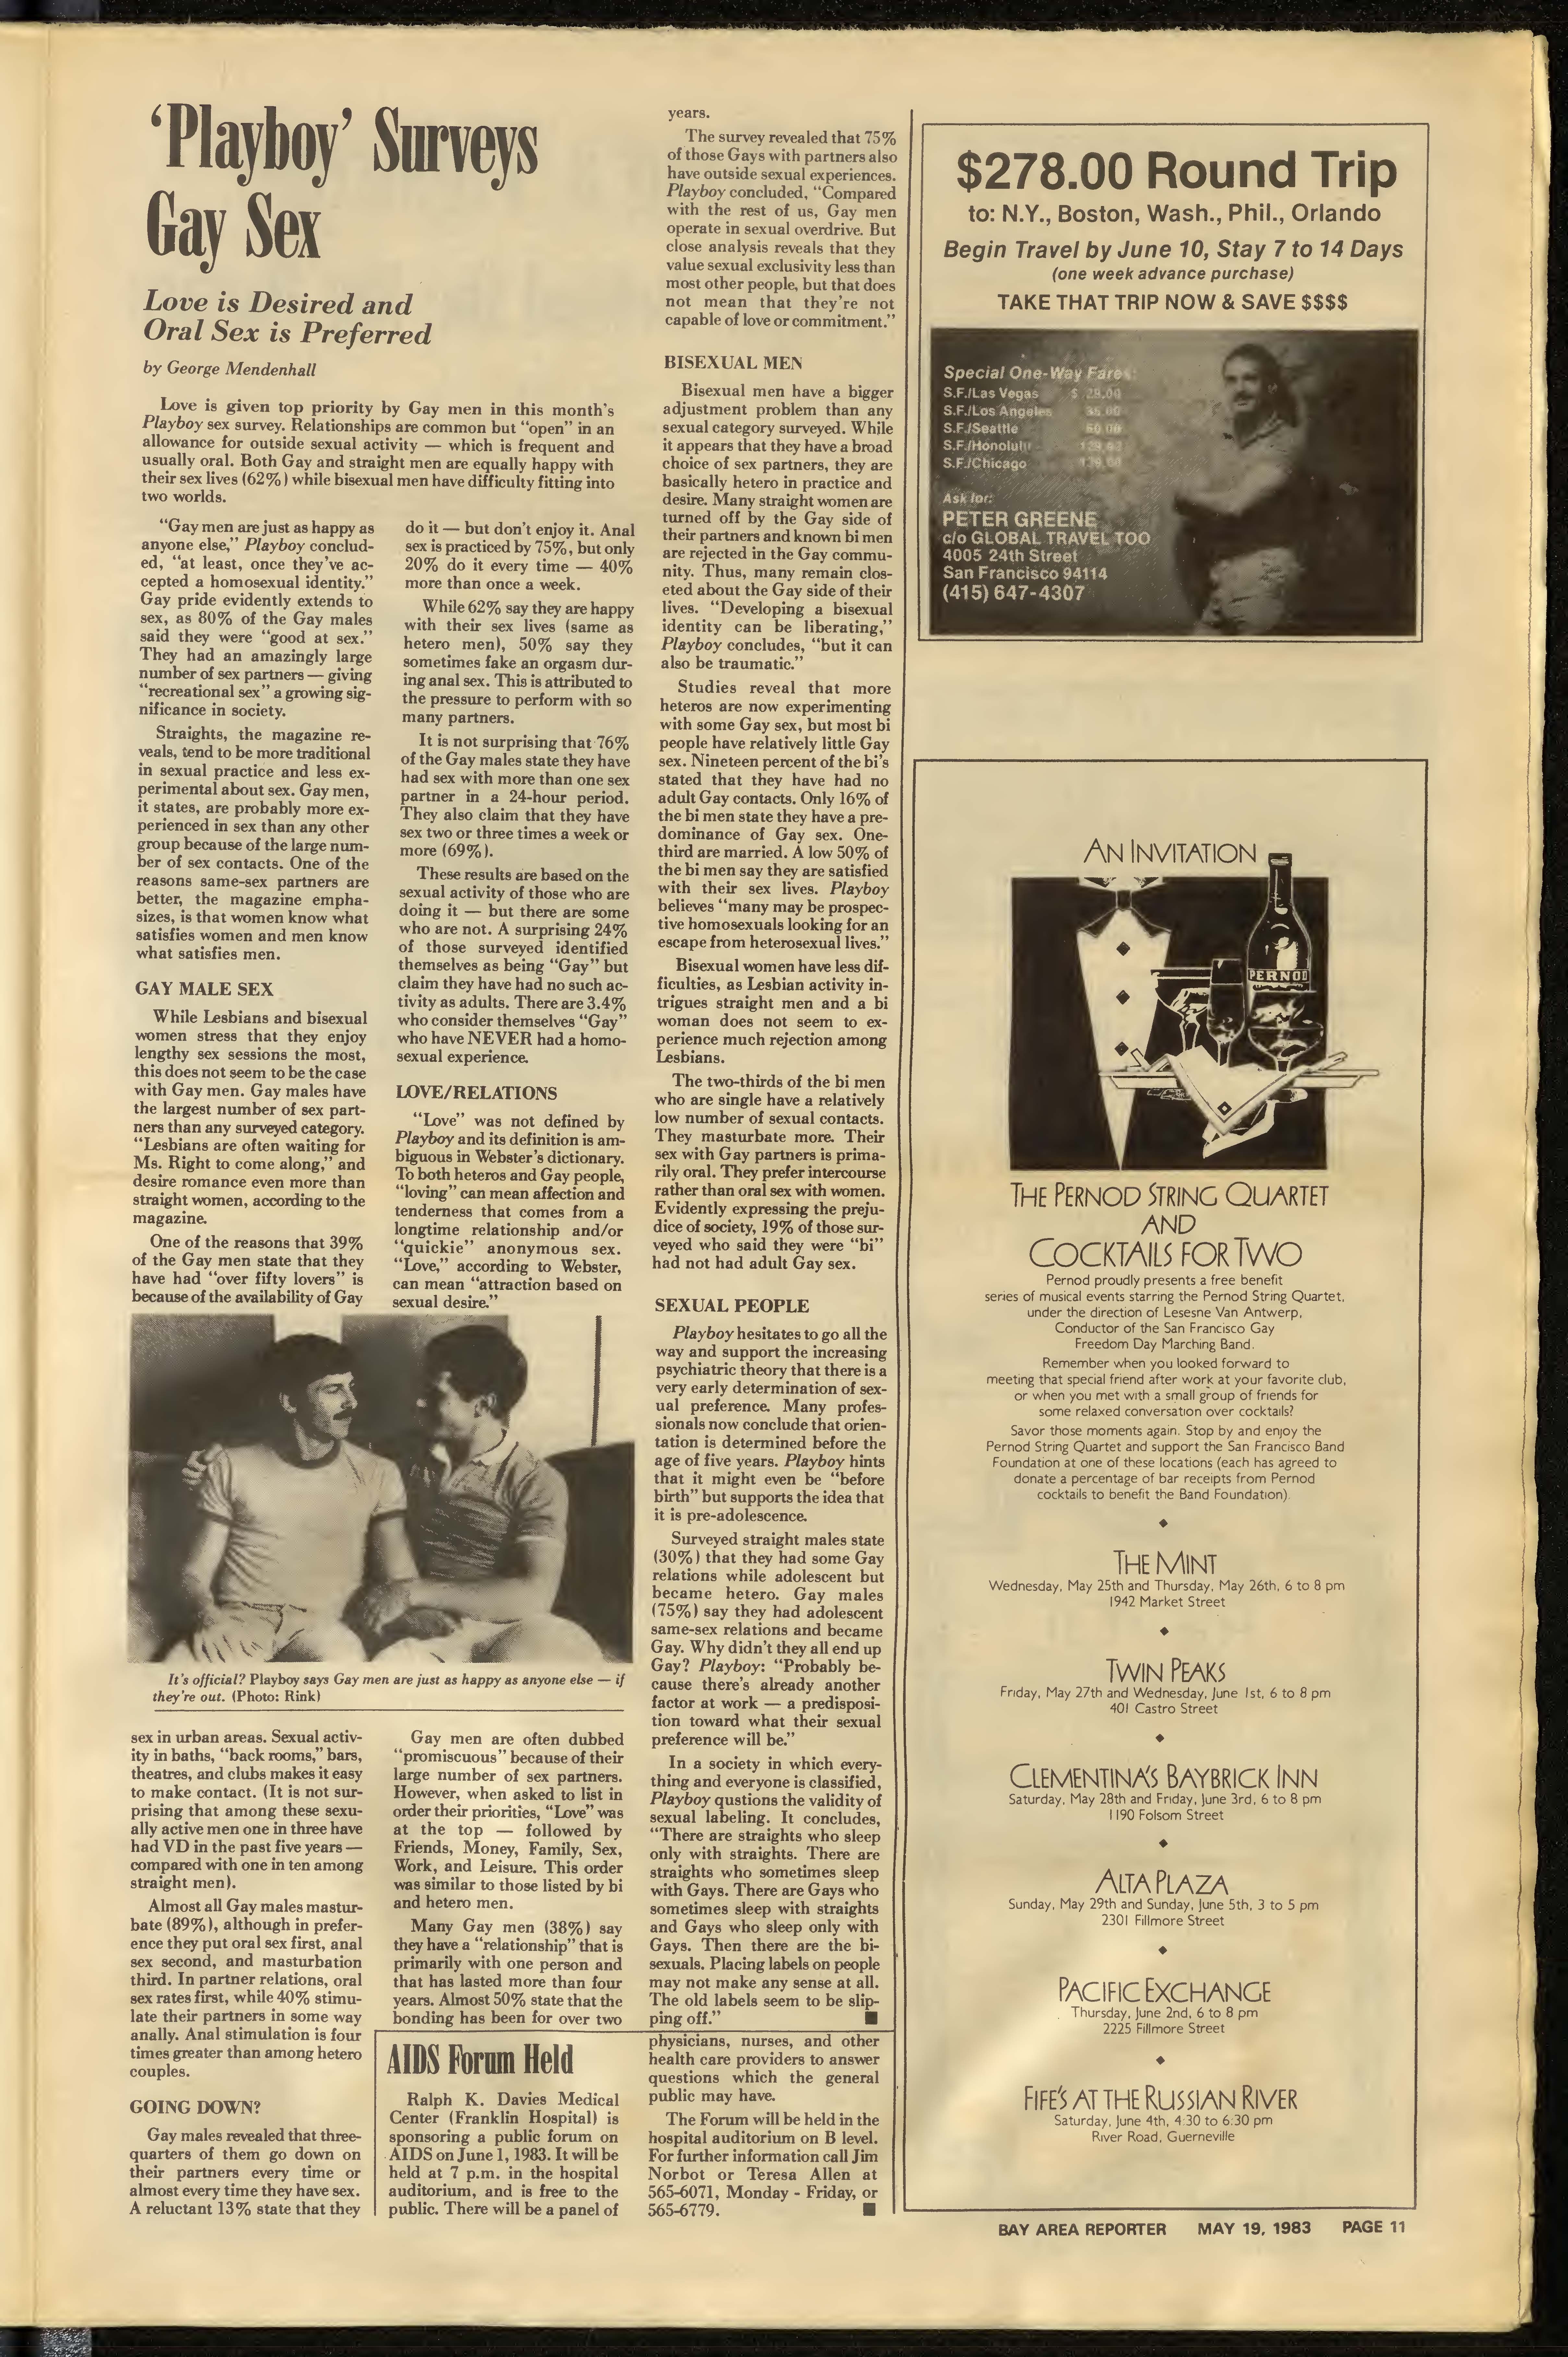 'Playboy' Surveys
Gay Sex
Love is Desired and
Oral Sex is Preferred
by George Mendenhall
Love is given top priority by Gay men in this month's
Playboy sex survey. Relationships are common but "open" in an
allowance for outside sexual activity — which is frequent and
usually oral. Both Gay and straight men are equally happy with
their sex lives (62%) while bisexual men have difficulty fitting into
two worlds.
"Gay men are just as happy as
anyone else," Playboy conclud-
ed, "at least, once they've ac-
cepted a homosexual identity."
Gay pride evidently extends to
sex, as 80% of the Gay males
said they were "good at sex."
They had an amazingly large
number of sex partners — giving
"recreational sex" a growing sig-
nificance in society.
Straights, the magazine re-
veals, tend to be more traditional
in sexual practice and less ex-
perimental about sex. Gay men,
it states, are probably more ex-
perienced in sex than any other
group because of the large num-
ber of sex contacts. One of the
reasons same-sex partners are
better, the magazine empha-
sizes, is that women know what
satisfies women and men know
what satisfies men.
GAY MALE SEX
While Lesbians and bisexual
women stress that they enjoy
lengthy sex sessions the most,
this does not seem to be the case
with Gay men. Gay males have
the largest number of sex part-
ners than any surveyed category.
"Lesbians are often waiting for
Ms. Right to come along," and
desire romance even more than
straight women, according to the
magazine.
One of the reasons that 39%
of the Gay men state that they
have had "over fifty lovers" is
because of the availability of Gay
sex in urban areas. Sexual activ-
ity in baths, "back rooms," bars,
theatres, and clubs makes it easy
to make contact. (It is not sur-
prising that among these sexu-
ally active men one in three have
had VD in the past five years —
compared with one in ten among
straight men).
Almost all Gay males mastur-
bate (89%), although in prefer-
ence they put oral sex first, anal
sex second, and masturbation
third. In partner relations, oral
sex rates first, while 40% stimu-
late their partners in some way
anally. Anal stimulation is four
times greater than among hetero
couples.
GOING DOWN?
Gay males revealed that three-
quarters of them go down on
their partners every time or
almost every time they have sex.
A reluctant 13% state that they
do it — but don't enjoy it. Anal
sex is practiced by 75%, but only
20% do it every time — 40%
more than once a week.
While 62% say they are happy
with their sex lives (same as
hetero men), 50% say they
sometimes fake an orgasm dur-
ing anal sex. This is attributed to
the pressure to perform with so
many partners.
It is not surprising that 76%
of the Gay males state they have
had sex with more than one sex
partner in a 24-hour period.
They also claim that they have
sex two or three times a week or
more (69%).
These results are based on the
sexual activity of those who are
doing it — but there are some
who are not. A surprising 24%
of those surveyed identified
themselves as being "Gay" but
claim they have had no such ac-
tivity as adults. There are 3.4%
who consider themselves "Gay"
who have NEVER had a homo-
sexual experience.
LOVE/RELATIONS
"Love" was not defined by
Playboy and its definition is am-
biguous in Webster's dictionary.
To both heteros and Gay people,
"loving" can mean affection and
tenderness that comes from a
longtime relationship and/or
"quickie" anonymous sex.
"Love," according to Webster,
can mean "attraction based on
sexual desire."
It's official? Playboy says Gay men are just as happy as anyone else — if
they're out. (Photo: Rink)
Gay men are often dubbed
"promiscuous" because of their
large number of sex partners.
However, when asked to list in
order their priorities, "Love" was
at the top — followed by
Friends, Money, Family, Sex,
Work, and Leisure. This order
was similar to those listed by bi
and hetero men.
Many Gay men (38%) say
they have a "relationship" that is
primarily with one person and
that has lasted more than four
years. Almost 50% state that the
bonding has been for over two
years.
The survey revealed that 75%
of those Gays with partners also
have outside sexual experiences.
Playboy concluded, "Compared
with the rest of us, Gay men
operate in sexual overdrive. But
close analysis reveals that they
value sexual exclusivity less than
most other people, but that does
not mean that they're not
capable of love or commitment."
BISEXUAL MEN
Bisexual men have a bigger
adjustment problem than any
sexual category surveyed. While
it appears that they have a broad
choice of sex partners, they are
basically hetero in practice and
desire. Many straight women are
turned off by the Gay side of
their partners and known bi men
are rejected in the Gay commu-
nity. Thus, many remain clos-
eted about the Gay side of their
lives. "Developing a bisexual
identity can be liberating,"
Playboy concludes, "but it can
also be traumatic."
Studies reveal that more
heteros are now experimenting
with some Gay sex, but most bi
people have relatively little Gay
sex. Nineteen percent of the bi's
stated that they have had no
adult Gay contacts. Only 16% of
the bi men state they have a pre-
dominance of Gay sex. One-
third are married. A low 50% of
the bi men say they are satisfied
with their sex lives. Playboy
believes "many may be prospec-
tive homosexuals looking for an
escape from heterosexual lives."
Bisexual women have less dif-
ficulties, as Lesbian activity in-
trigues straight men and a bi
woman does not seem to ex-
perience much rejection among
Lesbians.
The two-thirds of the bi men
who are single have a relatively
low number of sexual contacts.
They masturbate more. Their
sex with Gay partners is prima-
rily oral. They prefer intercourse
rather than oral sex with women.
Evidently expressing the preju-
dice of society, 19% of those sur-
veyed who said they were "bi"
had not had adult Gay sex.
SEXUAL PEOPLE
Playboy hesitates to go all the
way and support the increasing
psychiatric theory that there is a
very early determination of sex-
ual preference. Many profes-
sionals now conclude that orien-
tation is determined before the
age of five years. Playboy hints
that it might even be "before
birth" but supports the idea that
it is pre-adolescence.
Surveyed straight males state
(30%) that they had some Gay
relations while adolescent but
became hetero. Gay males
(75%) say they had adolescent
same-sex relations and became
Gay. Why didn't they all end up
Gay? Playboy: "Probably be-
cause there's already another
factor at work — a predisposi-
tion toward what their sexual
preference will be."
In a society in which every-
thing and everyone is classified,
Playboy qustions the validity of
sexual labeling. It concludes,
"There are straights who sleep
only with straights. There are
straights who sometimes sleep
with Gays. There are Gays who
sometimes sleep with straights
and Gays who sleep only with
Gays. Then there are the bi-
sexuals. Placing labels on people
may not make any sense at all.
The old labels seem to be slip-
ping off."
AIDS Forum Held
Ralph K. Davies Medical
Center (Franklin Hospital) is
sponsoring a public forum on
AIDS on June 1, 1983. It will be
held at 7 p.m. in the hospital
auditorium, and is free to the
public. There will be a panel of
physicians, nurses, and other
health care providers to answer
questions which the general
public may have.
The Forum will be held in the
hospital auditorium on B level.
For further information call Jim
Norbot or Teresa Allen at
565-6071, Monday - Friday, or
565-6779.
$278.00 Round Trip
to: N.Y., Boston, Wash., Phil., Orlando
Begin Travel by June 10, Stay 7 to 14 Days
(one week advance purchase)
TAKE THAT TRIP NOW & SAVE $$$$
Special One-Way Fares
S.F./Las Vegas
S.F./Los Angeles
S.F./Seattle
S.F./Honolulu
S.F./Chicago
Ask for:
PETER GREENE
c/o GLOBAL TRAVEL TOO
4005 24th Street
San Francisco 94114
(415) 647-4307
AN INVITATION
PERNOD
THE PERNOD STRING QUARTET
AND
COCKTAILS FOR TWO
Pernod proudly presents a free benefit
series of musical events starring the Pernod String Quartet,
under the direction of Lesesne Van Antwerp,
Conductor of the San Francisco Gay
Freedom Day Marching Band.
Remember when you looked forward to
meeting that special friend after work at your favorite club,
or when you met with a small group of friends for
some relaxed conversation over cocktails?
Savor those moments again. Stop by and enjoy the
Pernod String Quartet and support the San Francisco Band
Foundation at one of these locations (each has agreed to
donate a percentage of bar receipts from Pernod
cocktails to benefit the Band Foundation).
THE MINT
Wednesday, May 25th and Thursday, May 26th, 6 to 8 pm
1942 Market Street
TWIN PEAKS
Friday, May 27th and Wednesday, June 1st, 6 to 8 pm
401 Castro Street
CLEMENTINA'S BAYBRICK INN
Saturday, May 28th and Friday, June 3rd, 6 to 8 pm
1190 Folsom Street
ALTA PLAZA
Sunday, May 29th and Sunday, June 5th, 3 to 5 pm
2301 Fillmore Street
PACIFIC EXCHANGE
Thursday, June 2nd, 6 to 8 pm
2225 Fillmore Street
FIFE'S AT THE RUSSIAN RIVER
Saturday, June 4th, 4:30 to 6:30 pm
River Road, Guerneville
BAY AREA REPORTER MAY 19, 1983 PAGE 11